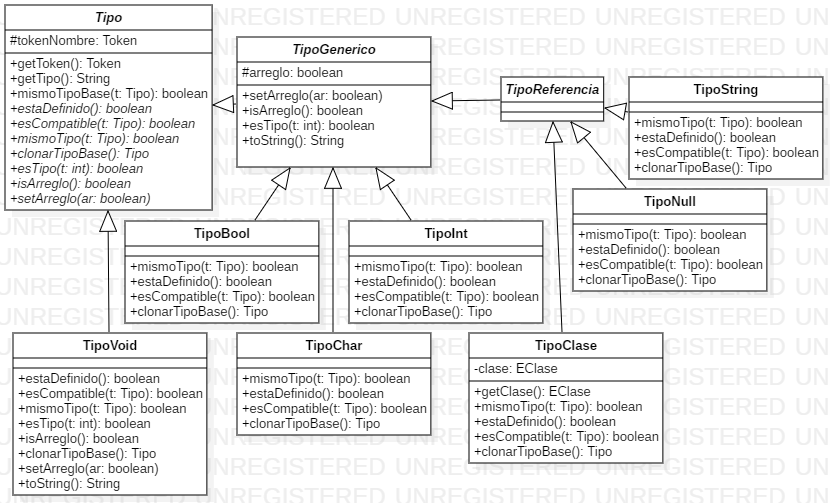 Tipo
#tokenNombre: Token
+getToken(): Token
+getTipo(): String
+mismoTipoBase(t: Tipo): boolean
+estaDefinido(): boolean
+esCompatible(t: Tipo): boolean
+mismoTipo(t: Tipo): boolean
+clonarTipoBase(): Tipo
+esTipo(t: int): boolean
+isArreglo(): boolean
+setArreglo(ar: boolean)
TipoGenerico
#arreglo: boolean
+setArreglo(ar: boolean)
+isArreglo(): boolean
+esTipo(t: int): boolean
+toString(): String
TipoReferencia
TipoString
+mismoTipo(t: Tipo): boolean
+estaDefinido(): boolean
+esCompatible(t: Tipo): boolean
+clonarTipoBase(): Tipo
TipoNull
+mismoTipo(t: Tipo): boolean
+estaDefinido(): boolean
+esCompatible(t: Tipo): boolean
+clonarTipoBase(): Tipo
TipoBool
+mismoTipo(t: Tipo): boolean
+estaDefinido(): boolean
+esCompatible(t: Tipo): boolean
+clonarTipoBase(): Tipo
TipoInt
+mismoTipo(t: Tipo): boolean
+estaDefinido(): boolean
+esCompatible(t: Tipo): boolean
+clonarTipoBase(): Tipo
TipoVoid
+estaDefinido(): boolean
+esCompatible(t: Tipo): boolean
+mismoTipo(t: Tipo): boolean
+esTipo(t: int): boolean
+isArreglo(): boolean
+clonarTipoBase(): Tipo
+setArreglo(ar: boolean)
+toString(): String
TipoChar
+mismoTipo(t: Tipo): boolean
+estaDefinido(): boolean
+esCompatible(t: Tipo): boolean
+clonarTipoBase(): Tipo
TipoClase
-clase: EClase
+getClase(): EClase
+mismoTipo(t: Tipo): boolean
+estaDefinido(): boolean
+esCompatible(t: Tipo): boolean
+clonarTipoBase(): Tipo
UNREGISTERED UNREGISTERED UNREGISTERED UN